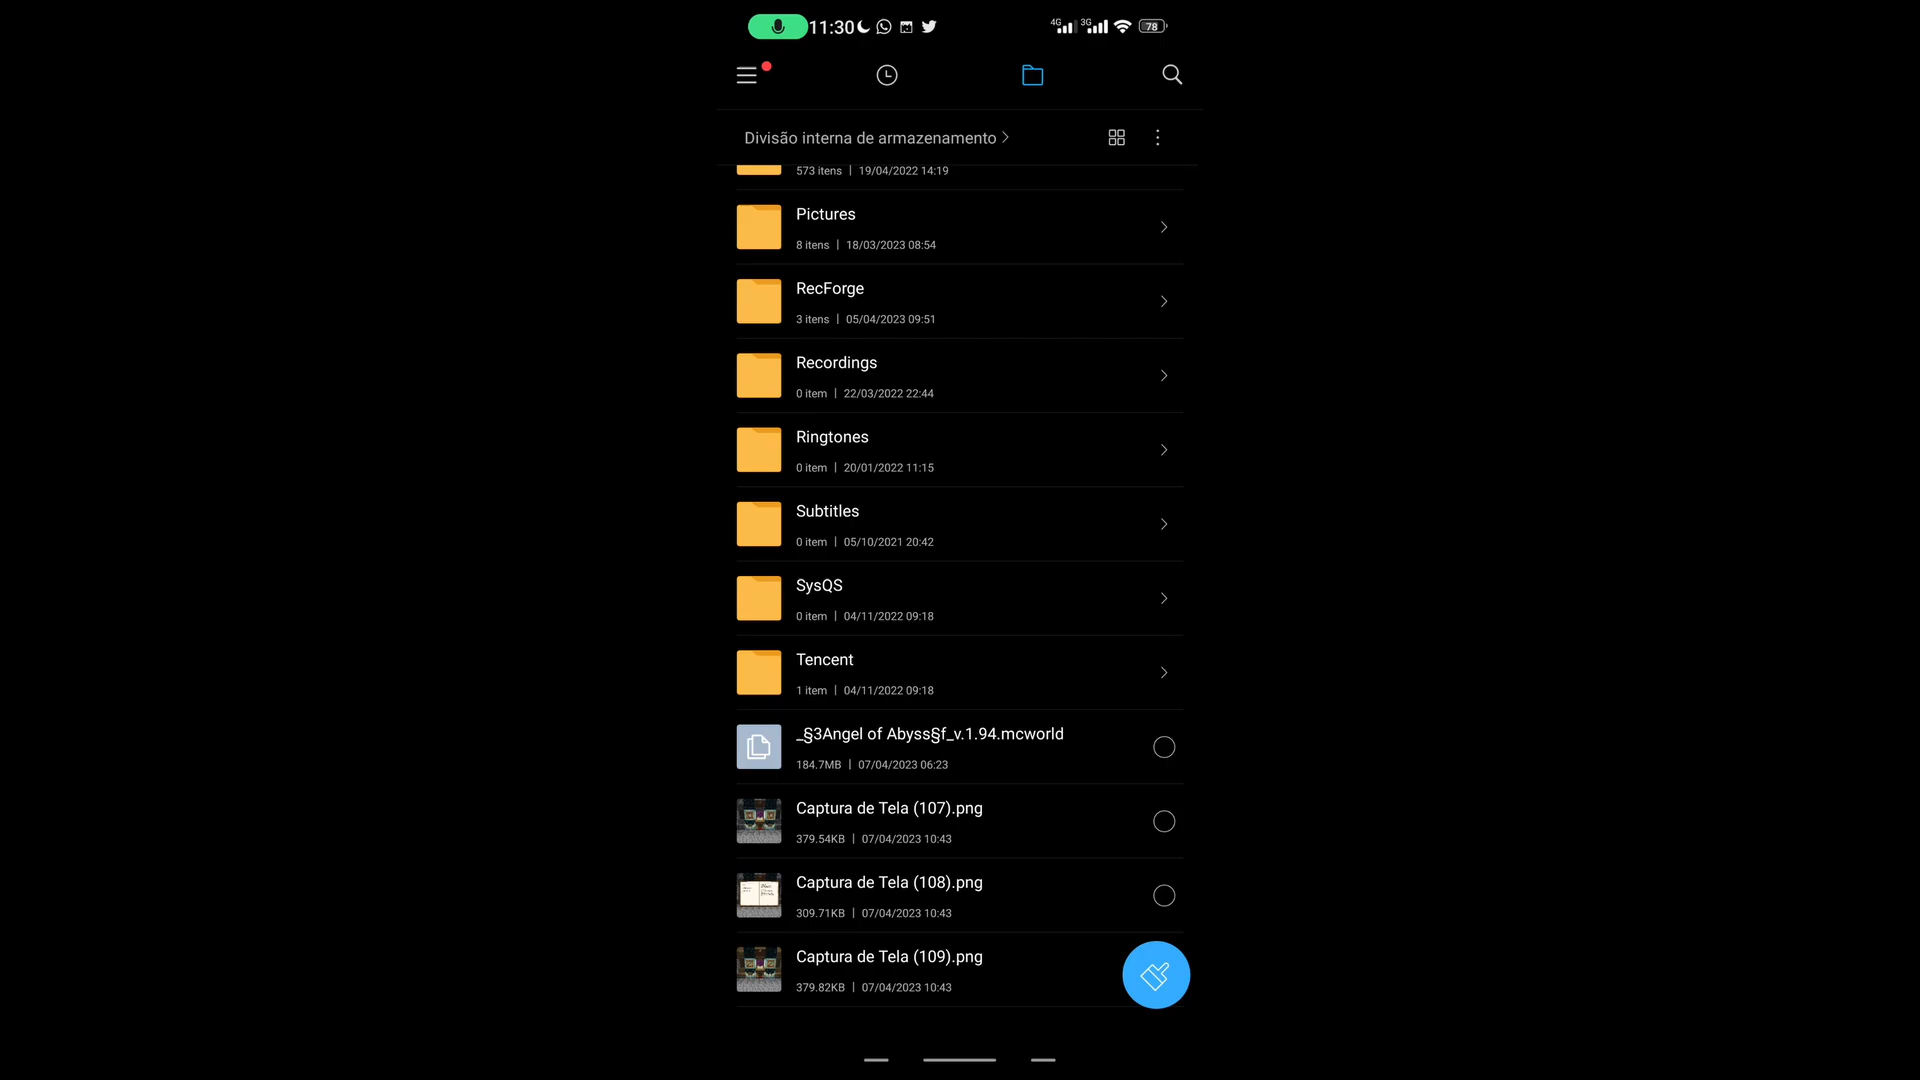 11:30
4G
3G
78
Divisão interna de armazenamento
573 itens | 19/04/2022 14:19
Pictures
8 itens | 18/03/2023 08:54
RecForge
3 itens | 05/04/2023 09:51
Recordings
0 item | 22/03/2022 22:44
Ringtones
0 item | 20/01/2022 11:15
Subtitles
0 item | 05/10/2021 20:42
SysQS
0 item | 04/11/2022 09:18
Tencent
1 item | 04/11/2022 09:18
_§3Angel of Abyss§f_v.1.94.mcworld
184.7MB | 07/04/2023 06:23
Captura de Tela (107).png
379.54KB | 07/04/2023 10:43
Captura de Tela (108).png
309.71KB | 07/04/2023 10:43
Captura de Tela (109).png
379.82KB | 07/04/2023 10:43